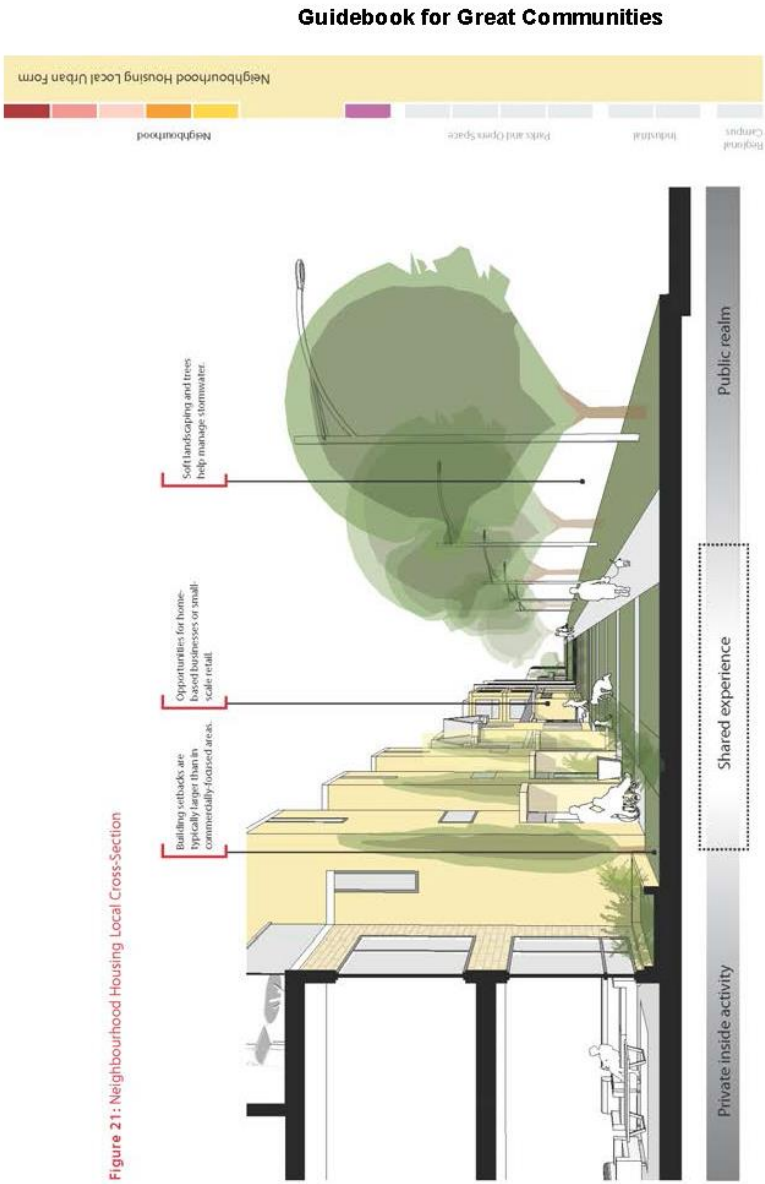 Guidebook for Great Communities
Neighbourhood Housing Local Urban Form
Neighbourhood
Parks and Opens Space
Industrial
Regional
Campus
Figure 21: Neighbourhood Housing Local Cross-Section
Building setbacks are
typically larger than in
commercially-focused areas.
Opportunities for home-
based businesses or small-
scale retail.
Soft landscaping and trees
help manage stormwater.
Private inside activity
Shared experience
Public realm